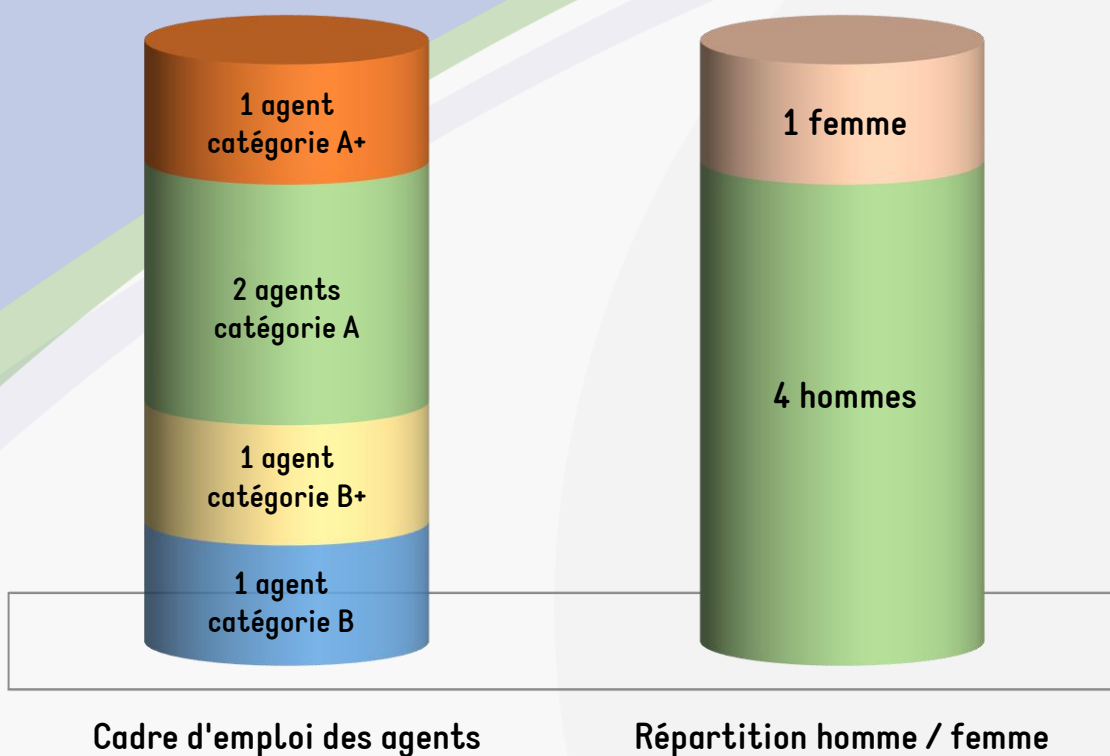 1 agent
catégorie A+
2 agents
catégorie A
1 agent
catégorie B+
1 agent
catégorie B
Cadre d'emploi des agents
1 femme
4 hommes
Répartition homme / femme